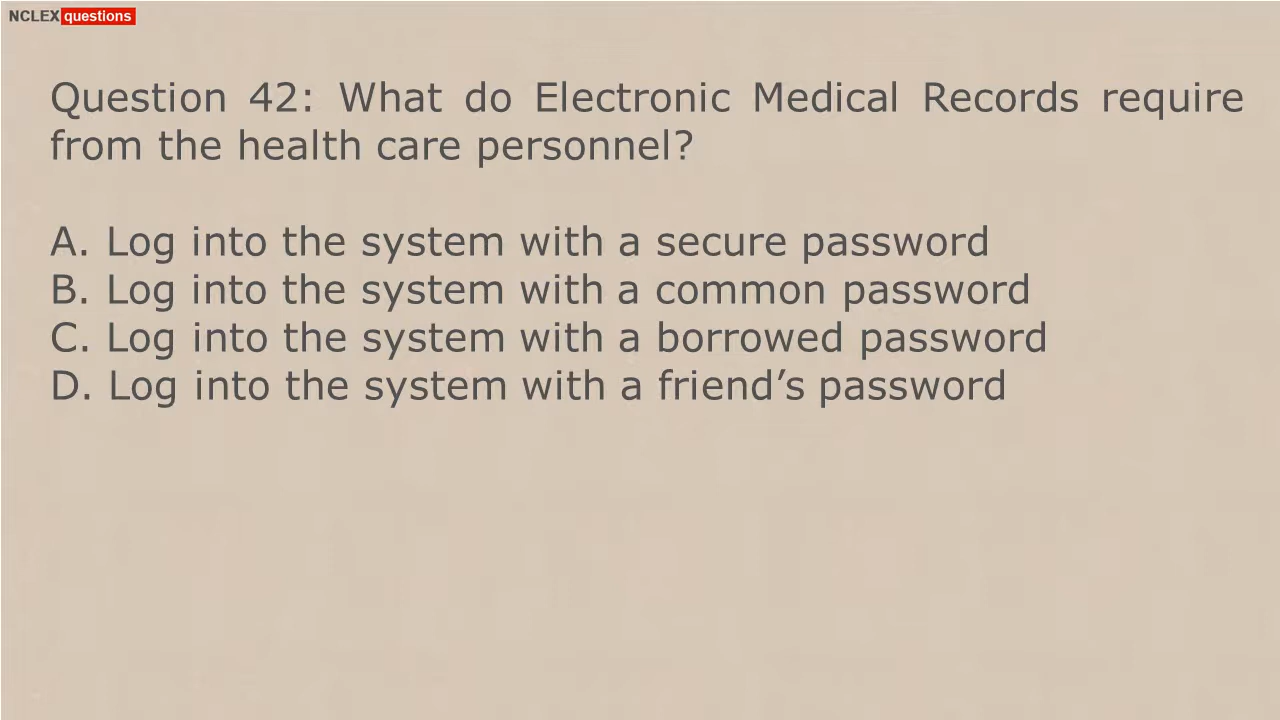 NCLEX questions
Question 42: What do Electronic Medical Records require
from the health care personnel?
A. Log into the system with a secure password
B. Log into the system with a common password
C. Log into the system with a borrowed password
D. Log into the system with a friend’s password